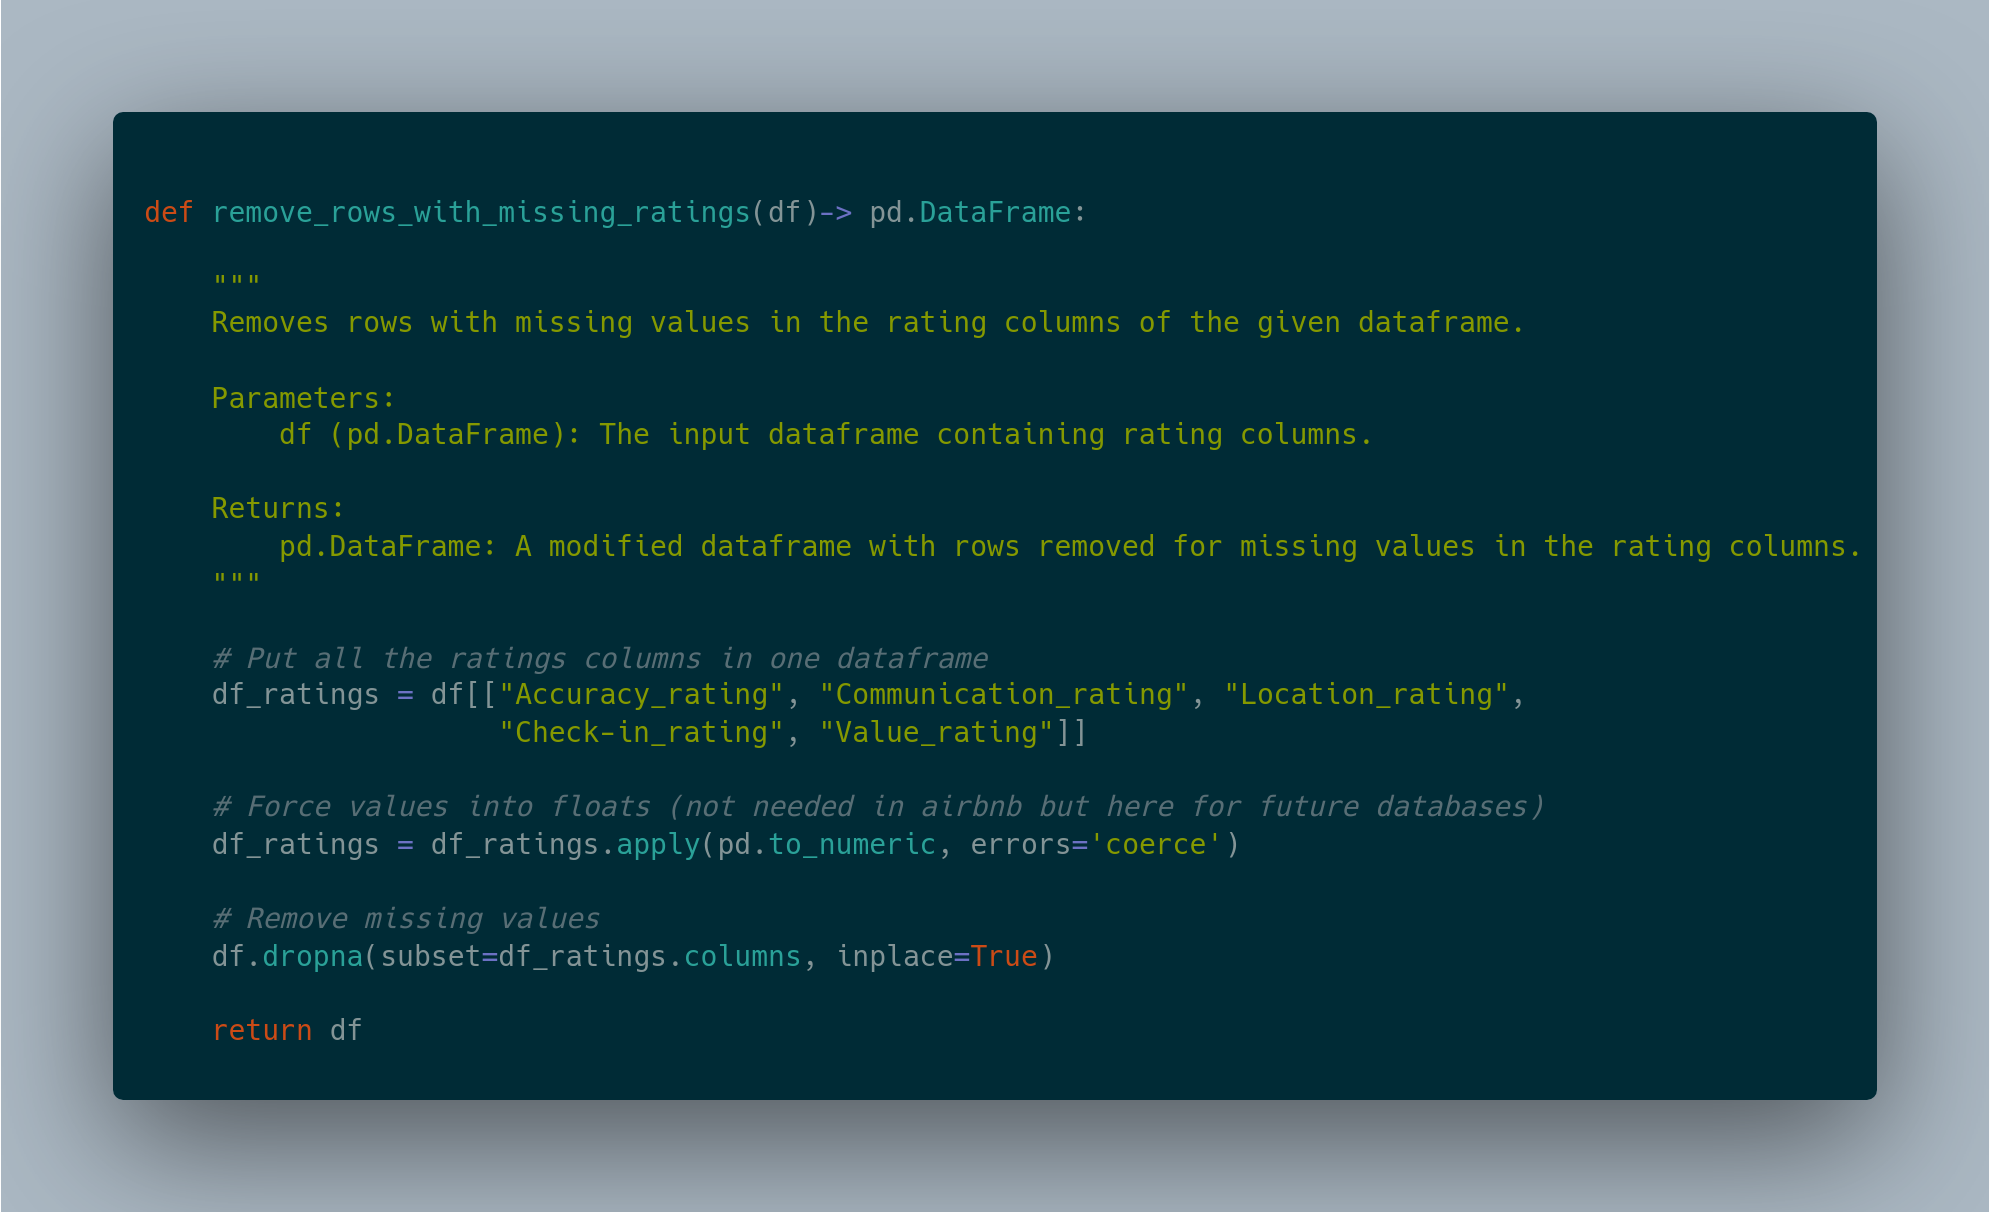 def remove_rows_with_missing_ratings(df)-> pd.DataFrame:
"""
Removes rows with missing values in the rating columns of the given dataframe.
Parameters:
df (pd.DataFrame): The input dataframe containing rating columns.
Returns:
pd.DataFrame: A modified dataframe with rows removed for missing values in the rating columns.
"""
# Put all the ratings columns in one dataframe
df_ratings = df[["Accuracy_rating", "Communication_rating", "Location_rating",
"Check-in_rating", "Value_rating"]]
# Force values into floats (not needed in airbnb but here for future databases)
df_ratings = df_ratings.apply(pd.to_numeric, errors='coerce')
# Remove missing values
df.dropna(subset=df_ratings.columns, inplace=True)
return df